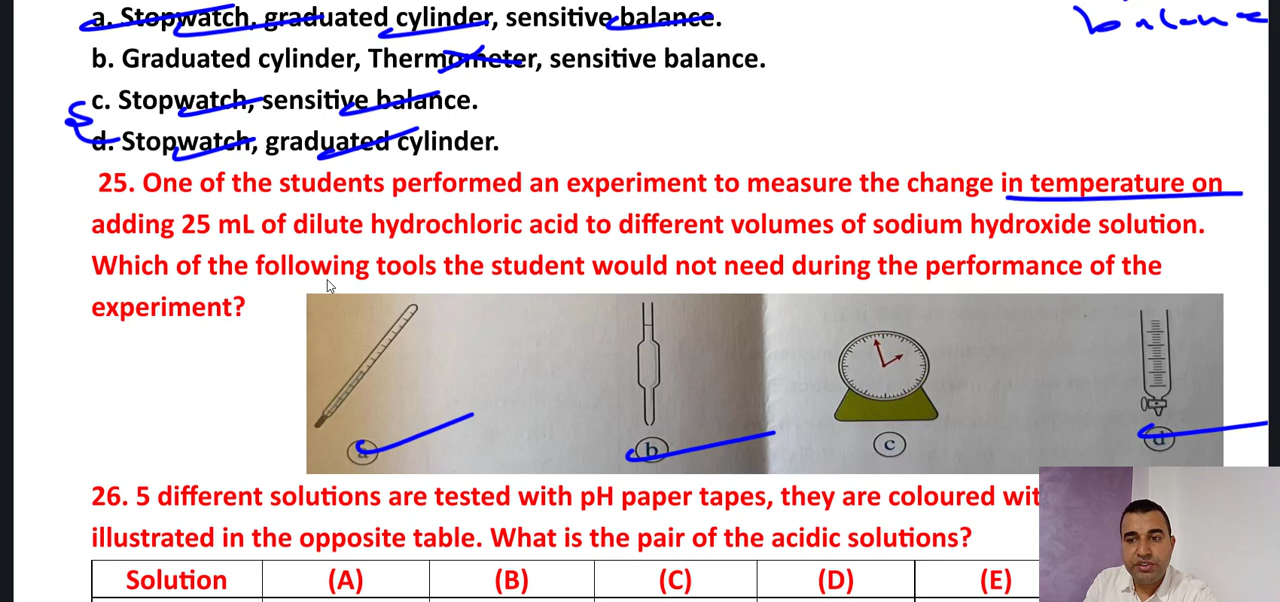 balance
a. Stopwatch, graduated cylinder, sensitive balance.
b. Graduated cylinder, Thermometer, sensitive balance.
c. Stopwatch, sensitive balance.
d. Stopwatch, graduated cylinder.
25. One of the students performed an experiment to measure the change in temperature on
adding 25 mL of dilute hydrochloric acid to different volumes of sodium hydroxide solution.
Which of the following tools the student would not need during the performance of the
experiment?
a b c d
26. 5 different solutions are tested with pH paper tapes, they are coloured
illustrated in the opposite table. What is the pair of the acidic solutions?
Solution (A) (B) (C) (D) (E)